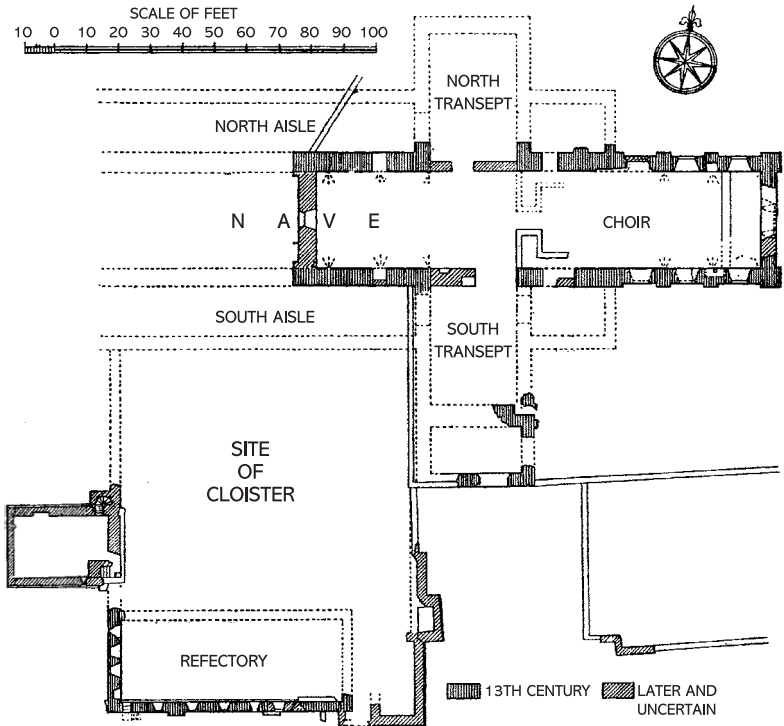 SCALE OF FEET
10 0 10 20 30 40 50 60 70 80 90 100
NORTH
TRANSEPT
NORTH AISLE
N A V E
CHOIR
SOUTH AISLE
SOUTH
TRANSEPT
SITE
OF
CLOISTER
REFECTORY
13TH CENTURY
LATER AND
UNCERTAIN